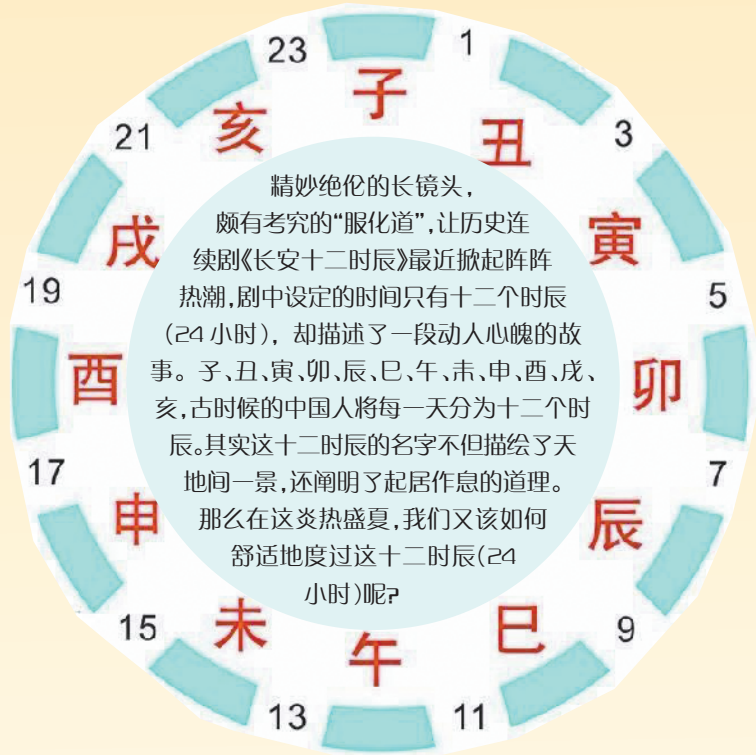 23
1
子
亥
丑
21
3
精妙绝伦的长镜头，
颇有考究的“服化道”，让历史连
戌
续剧《长安十二时辰》最近掀起阵阵
寅
19
热潮，剧中设定的时间只有十二个时辰
5
（24小时），却描述了一段动人心魄的故
酉
事。子、丑、寅、卯、辰、巳、午、未、申、酉、戌、
卯
亥，古时候的中国人将每一天分为十二个时
辰。其实这十二时辰的名字不但描绘了天
17
地间一景，还阐明了起居作息的道理。
7
申
那么在这炎热盛夏，我们又该如何
辰
舒适地度过这十二时辰（24
小时）呢？
15
未
巳
9
午
13
11